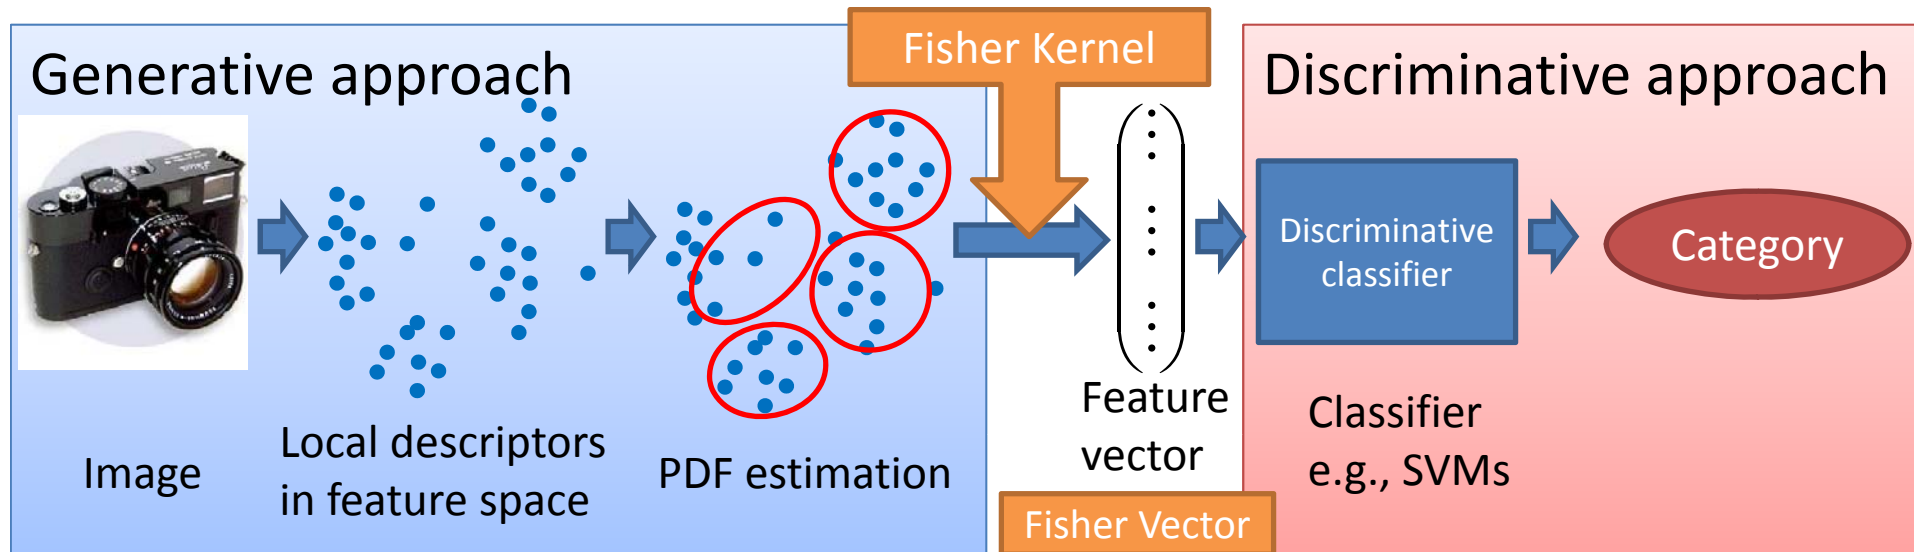 Generative approach
Fisher Kernel
Discriminative approach
Discriminative
classifier
Category
Image
Local descriptors
in feature space
PDF estimation
Feature
vector
Classifier
e.g., SVMs
Fisher Vector